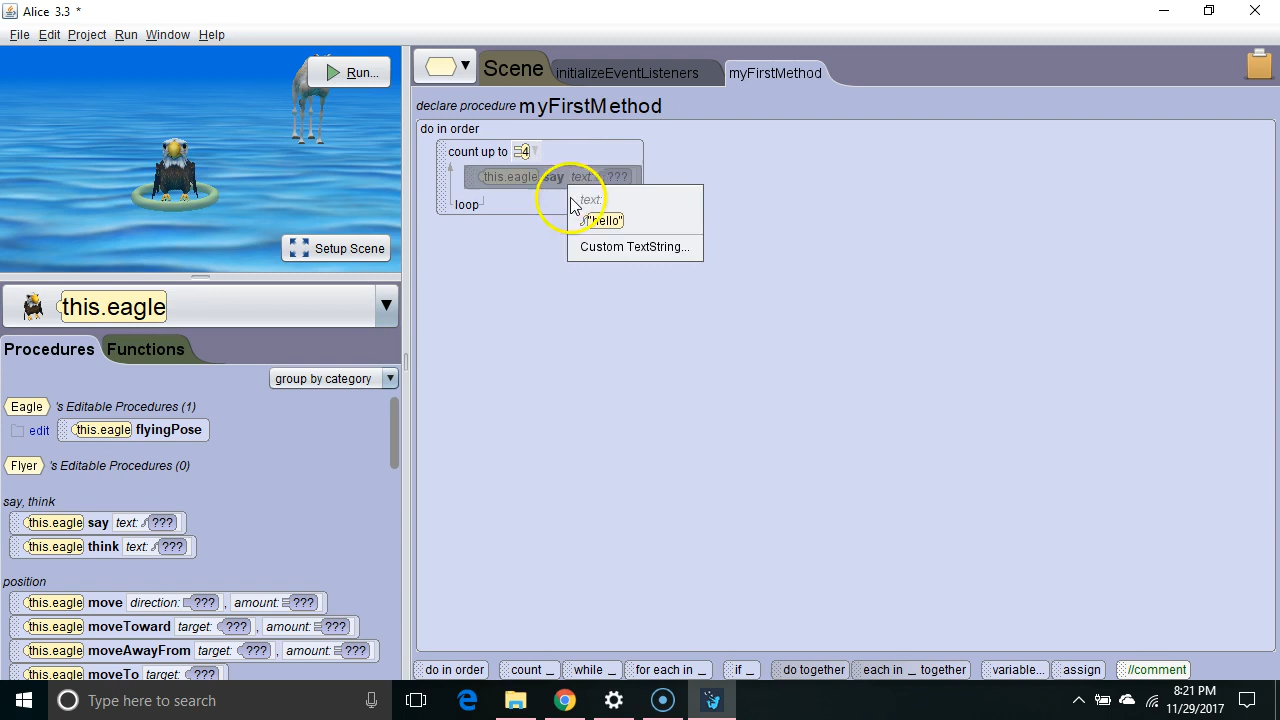 Alice 3.3 *
File Edit Project Run Window Help
Run...
Setup Scene
this.eagle
Procedures Functions
group by category
Eagle 's Editable Procedures (1)
edit this.eagle flyingPose
Flyer 's Editable Procedures (0)
say, think
this.eagle say text: ???
this.eagle think text: ???
position
this.eagle move direction: ???, amount: ???
this.eagle moveToward target: ???, amount: ???
this.eagle moveAwayFrom target: ???, amount: ???
this.eagle moveTo target: ???
Scene initializeEventListeners myFirstMethod
declare procedure myFirstMethod
do in order
count up to 4
this.eagle say text: ???
loop
text:
"hello"
Custom TextString...
do in order count _ while _ for each in _ if _ do together each in _ together variable... assign //comment
Type here to search
8:21 PM
11/29/2017